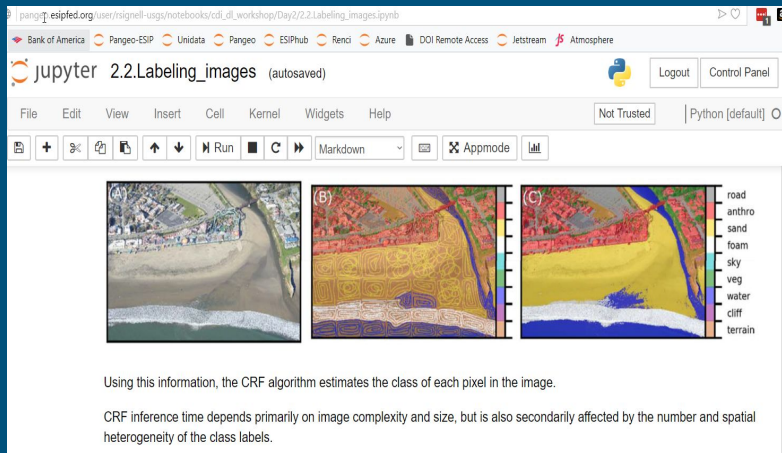 pangeo.esipfed.org/user/rsignell-usgs/notebooks/cdi_dl_workshop/Day2/2.2.Labeling_images.ipynb
1
Bank of America Pangeo-ESIP Unidata Pangeo ESIPhub Renci Azure DOI Remote Access Jetstream Atmosphere
jupyter 2.2.Labeling_images (autosaved) Logout Control Panel
File Edit View Insert Cell Kernel Widgets Help Not Trusted Python [default]
Run Markdown Appmode
(A) (B) (C)
road
anthro
sand
foam
sky
veg
water
cliff
terrain
Using this information, the CRF algorithm estimates the class of each pixel in the image.
CRF inference time depends primarily on image complexity and size, but is also secondarily affected by the number and spatial
heterogeneity of the class labels.